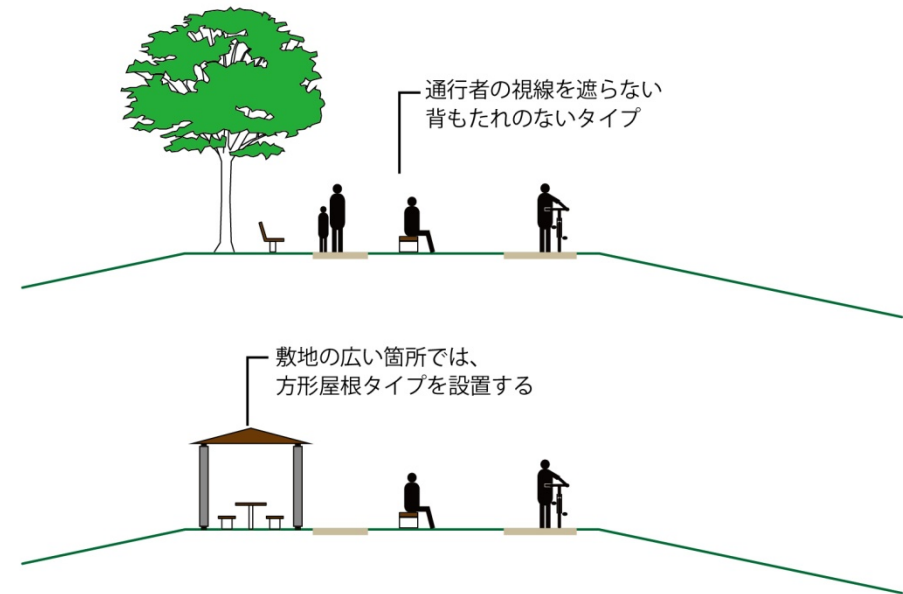 通行者の視線を遮らない
背もたれのないタイプ
敷地の広い箇所では、
方形屋根タイプを設置する